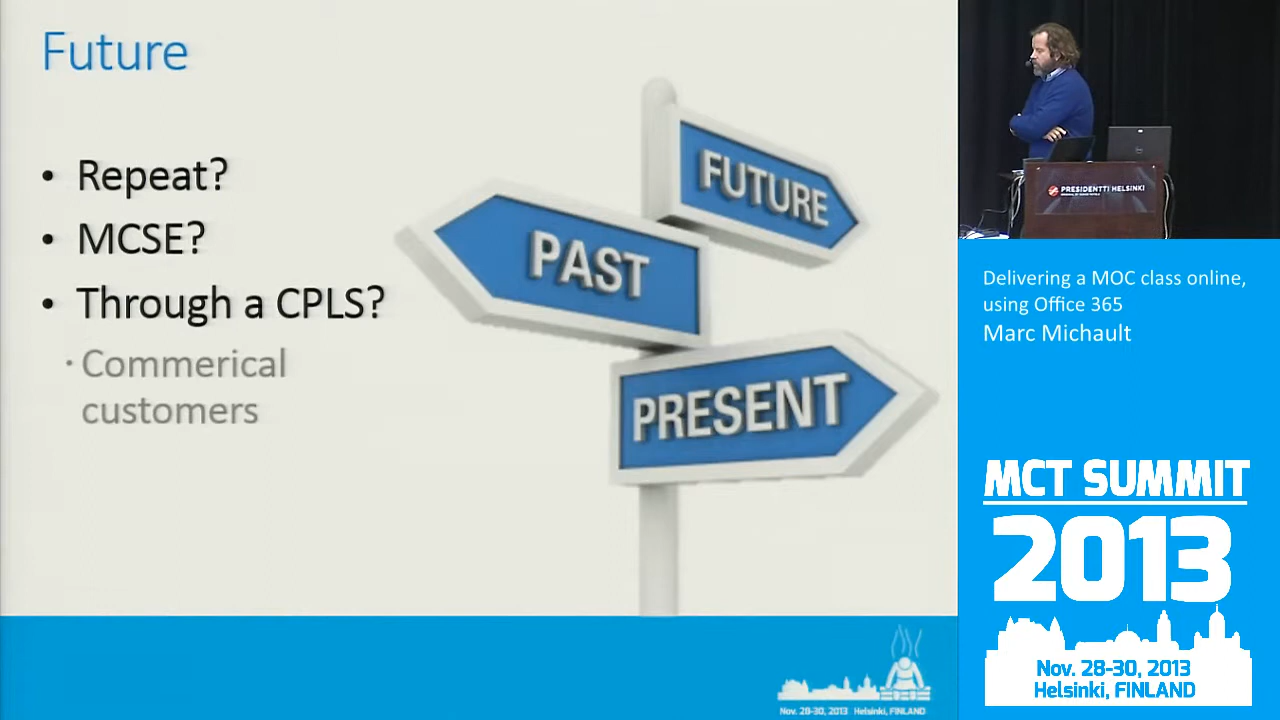 Future
• Repeat?
• MCSE?
• Through a CPLS?
· Commerical
customers
FUTURE
PAST
PRESENT
Nov. 28-30, 2013 Helsinki, FINLAND
PRESIDENTTI HELSINKI
Delivering a MOC class online,
using Office 365
Marc Michault
MCT SUMMIT
2013
Nov. 28-30, 2013
Helsinki, FINLAND